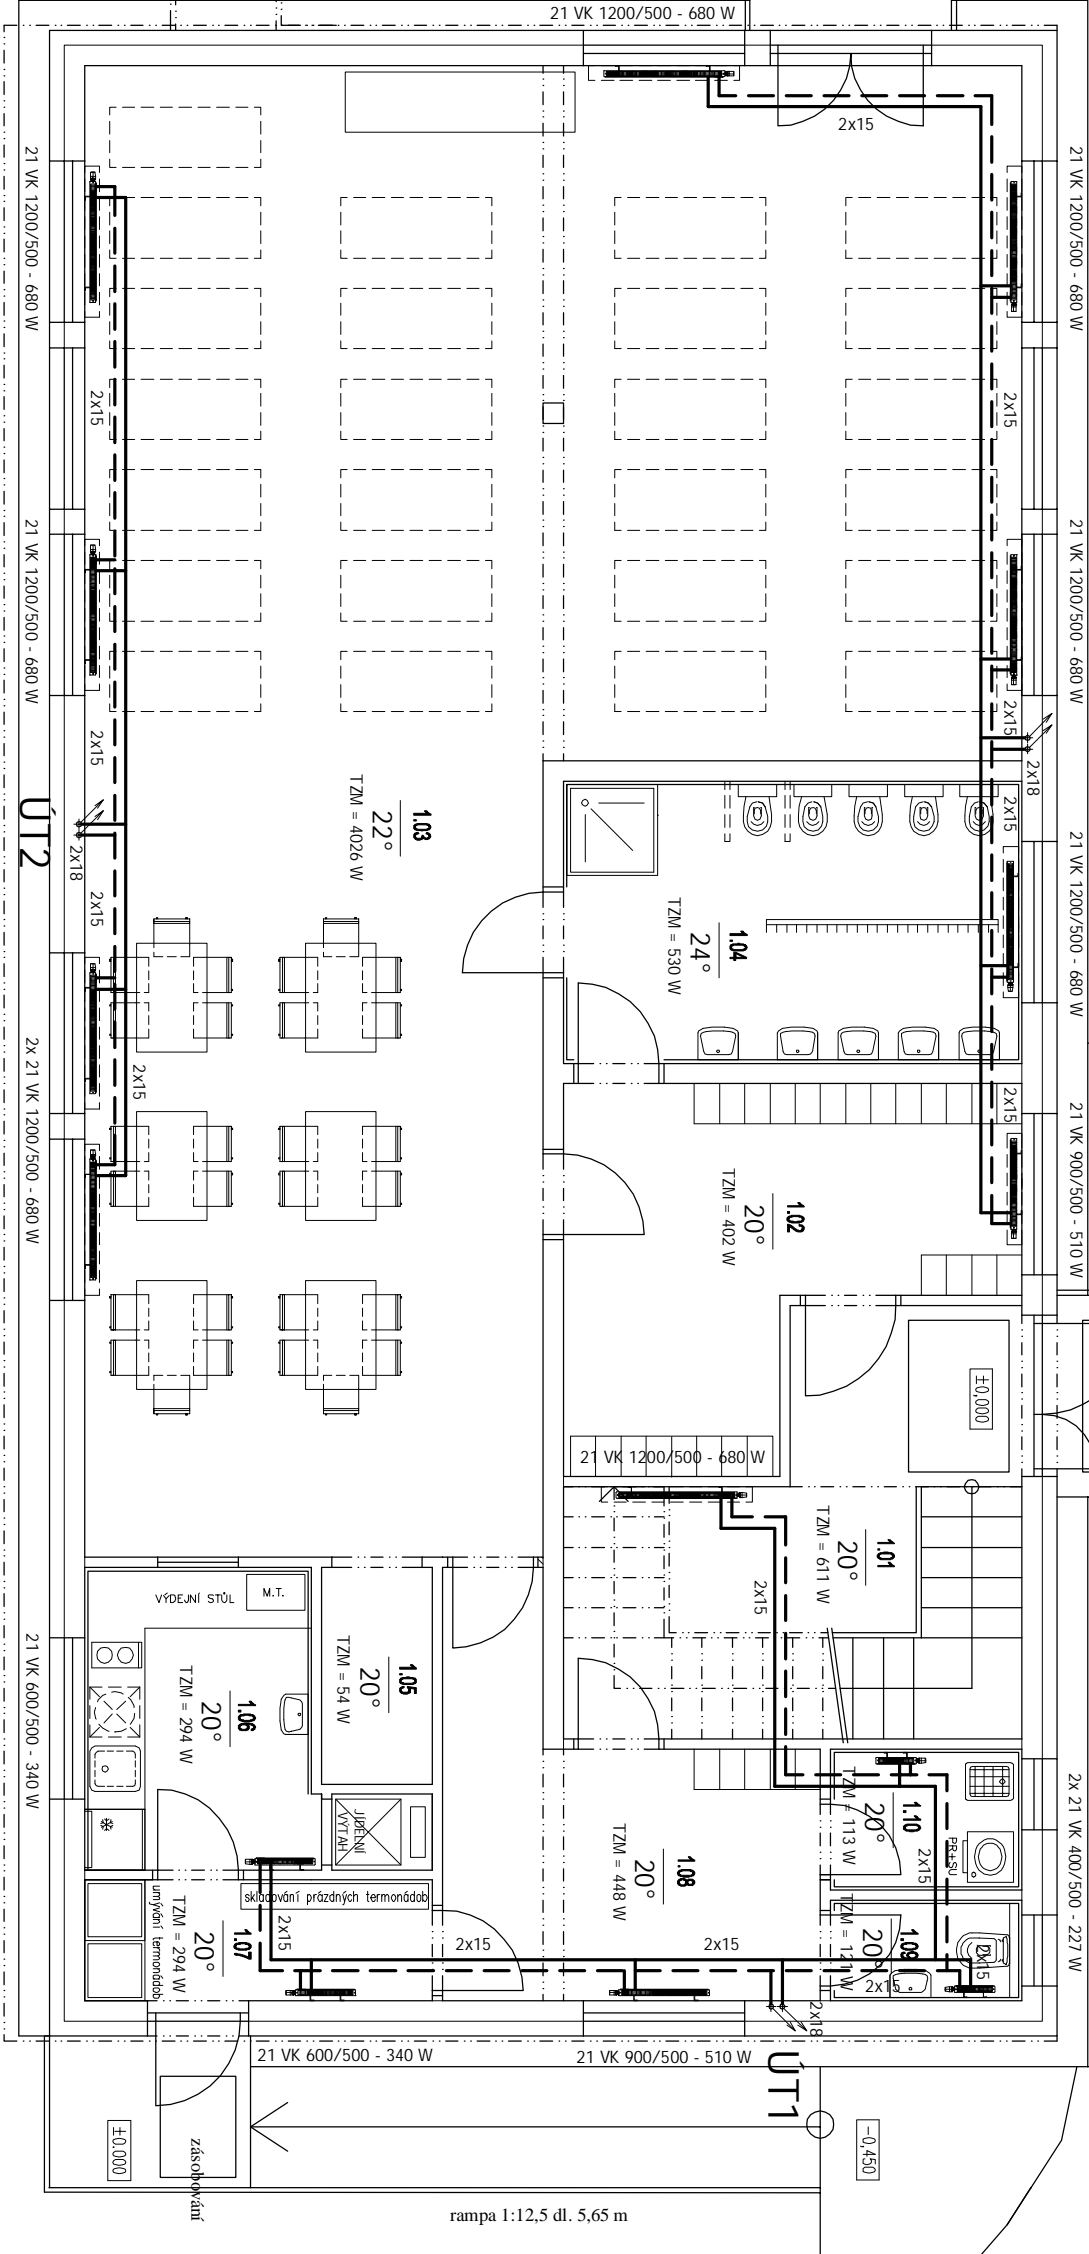 21 VK 1200/500 - 680 W
2x15
21 VK 1200/500 - 680 W
21 VK 1200/500 - 680 W
2x15
2x15
21 VK 1200/500 - 680 W
21 VK 1200/500 - 680 W
2x15
2x15
2x18
2x15
ÚT2
2x18
2x15
1.03
22°
TZM = 4026 W
21 VK 1200/500 - 680 W
1.04
24°
TZM = 530 W
2x 21 VK 1200/500 - 680 W
2x15
2x15
21 VK 900/500 - 510 W
1.02
20°
TZM = 402 W
±0,000
21 VK 1200/500 - 680 W
1.01
20°
TZM = 611 W
2x15
VÝDEJNÍ STŮL
M.T.
1.05
20°
TZM = 54 W
1.06
20°
TZM = 294 W
21 VK 600/500 - 340 W
2x 21 VK 400/500 - 227 W
JÍDELNÍ
VÝTAH
1.10
20°
TZM = 113 W
PR+SU
2x15
1.08
20°
TZM = 448 W
skladování prázdných termonádob
umývání termonádob
1.07
20°
TZM = 294 W
2x15
2x15
2x15
1.09
20°
TZM = 121 W
2x15
2x15
2x18
21 VK 600/500 - 340 W
21 VK 900/500 - 510 W
ÚT1
±0.000
zásobování
-0,450
rampa 1:12,5 dl. 5,65 m